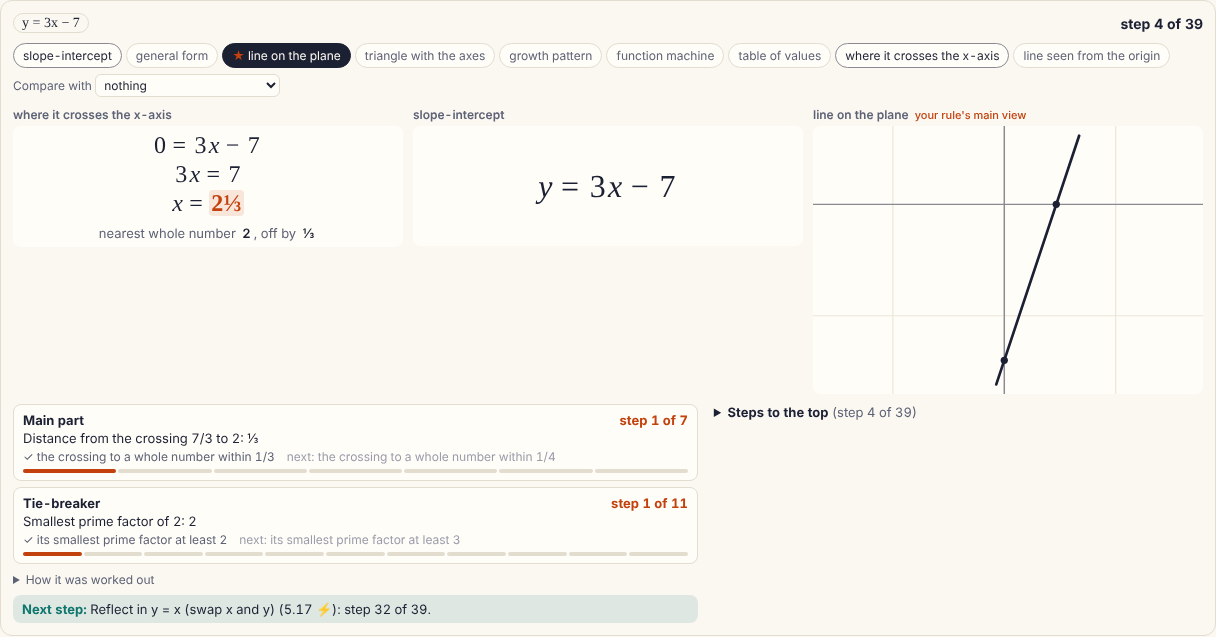 y = 3x − 7
step 4 of 39
slope-intercept
general form
★ line on the plane
triangle with the axes
growth pattern
function machine
table of values
where it crosses the x-axis
line seen from the origin
Compare with nothing
where it crosses the x-axis
0 = 3x − 7
3x = 7
x = 2⅓
nearest whole number 2 , off by ⅓
slope-intercept
y = 3x − 7
line on the plane your rule's main view
Main part step 1 of 7
Distance from the crossing 7/3 to 2: ⅓
✓ the crossing to a whole number within 1/3 next: the crossing to a whole number within 1/4
Tie-breaker step 1 of 11
Smallest prime factor of 2: 2
✓ its smallest prime factor at least 2 next: its smallest prime factor at least 3
▶ How it was worked out
Next step: Reflect in y = x (swap x and y) (5.17 ⚡): step 32 of 39.
▶ Steps to the top (step 4 of 39)